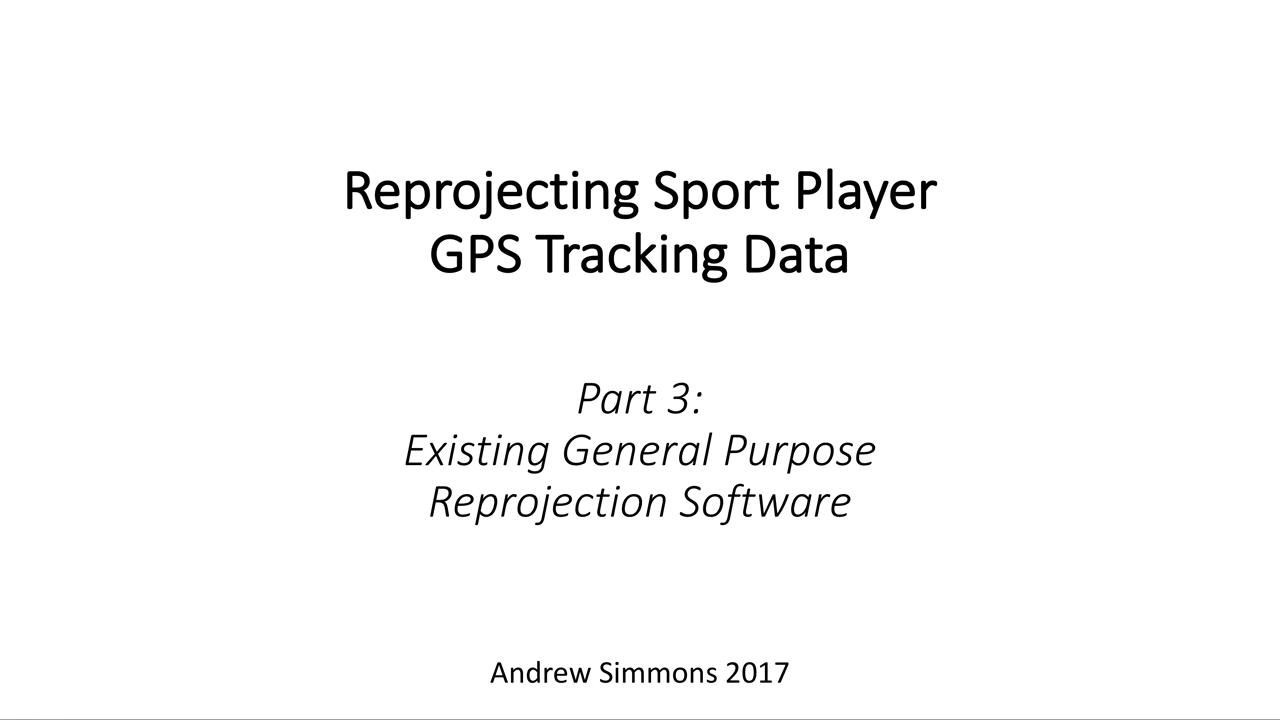 Reprojecting Sport Player
GPS Tracking Data
Part 3:
Existing General Purpose
Reprojection Software
Andrew Simmons 2017